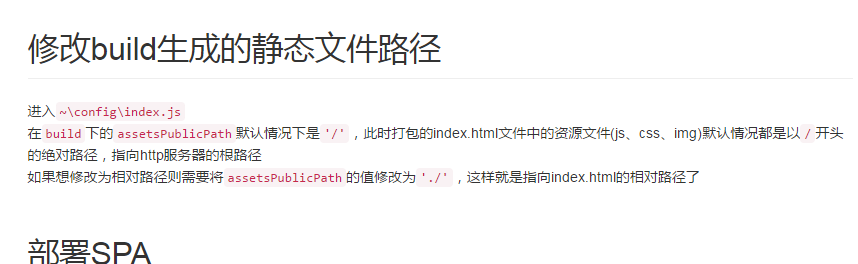 修改build生成的静态文件路径
进入 ~\config\index.js
在 build 下的 assetsPublicPath 默认情况下是 '/' ，此时打包的index.html文件中的资源文件(js、css、img)默认情况都是以 / 开头
的绝对路径，指向http服务器的根路径
如果想修改为相对路径则需要将 assetsPublicPath 的值修改为 './' ，这样就是指向index.html的相对路径了
部署SPA